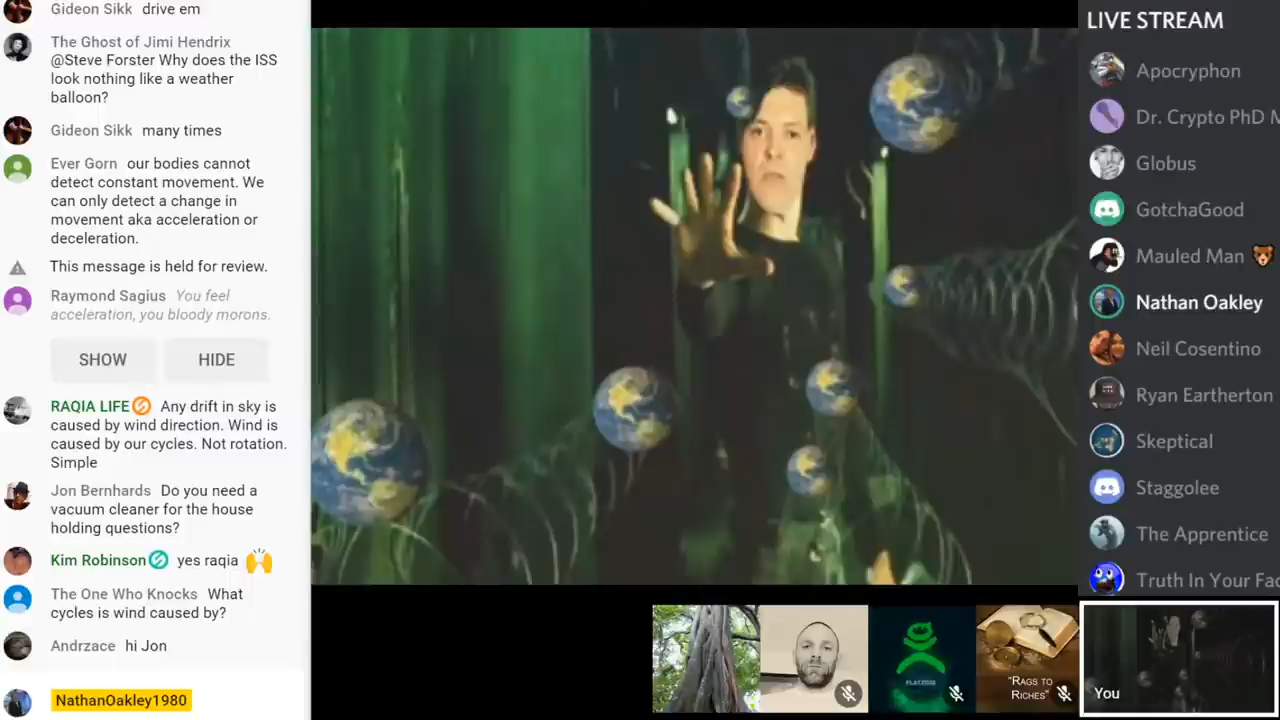 Gideon Sikk drive em
The Ghost of Jimi Hendrix
@Steve Forster Why does the ISS
look nothing like a weather
balloon?
Gideon Sikk many times
Ever Gorn our bodies cannot
detect constant movement. We
can only detect a change in
movement aka acceleration or
deceleration.
This message is held for review.
Raymond Sagius You feel
acceleration, you bloody morons.
SHOW HIDE
RAQIA LIFE Any drift in sky is
caused by wind direction. Wind is
caused by our cycles. Not rotation.
Simple
Jon Bernhards Do you need a
vacuum cleaner for the house
holding questions?
Kim Robinson yes raqia
The One Who Knocks What
cycles is wind caused by?
Andrzace hi Jon
NathanOakley1980
LIVE STREAM
Apocryphon
Dr. Crypto PhD M
Globus
GotchaGood
Mauled Man
Nathan Oakley
Neil Cosentino
Ryan Eartherton
Skeptical
Staggolee
The Apprentice
Truth In Your Fac
"RAGS TO
RICHES"
You